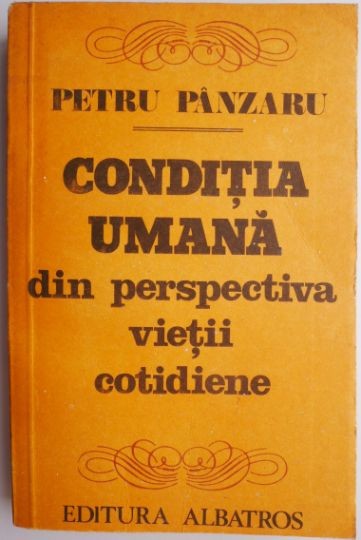 PETRU PÂNZARU
CONDIȚIA
UMANĂ
din perspectiva
vieții
cotidiene
EDITURA ALBATROS